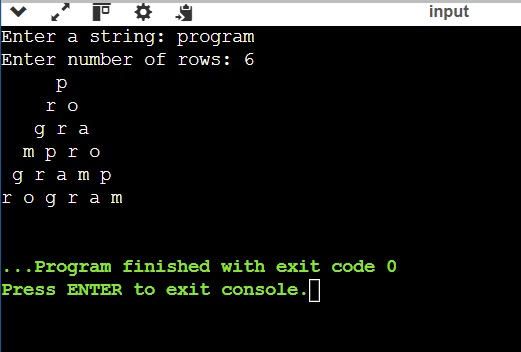 input
Enter a string: program
Enter number of rows: 6
     p
    r o
   g r a
  m p r o
 g r a m p
r o g r a m
...Program finished with exit code 0
Press ENTER to exit console.